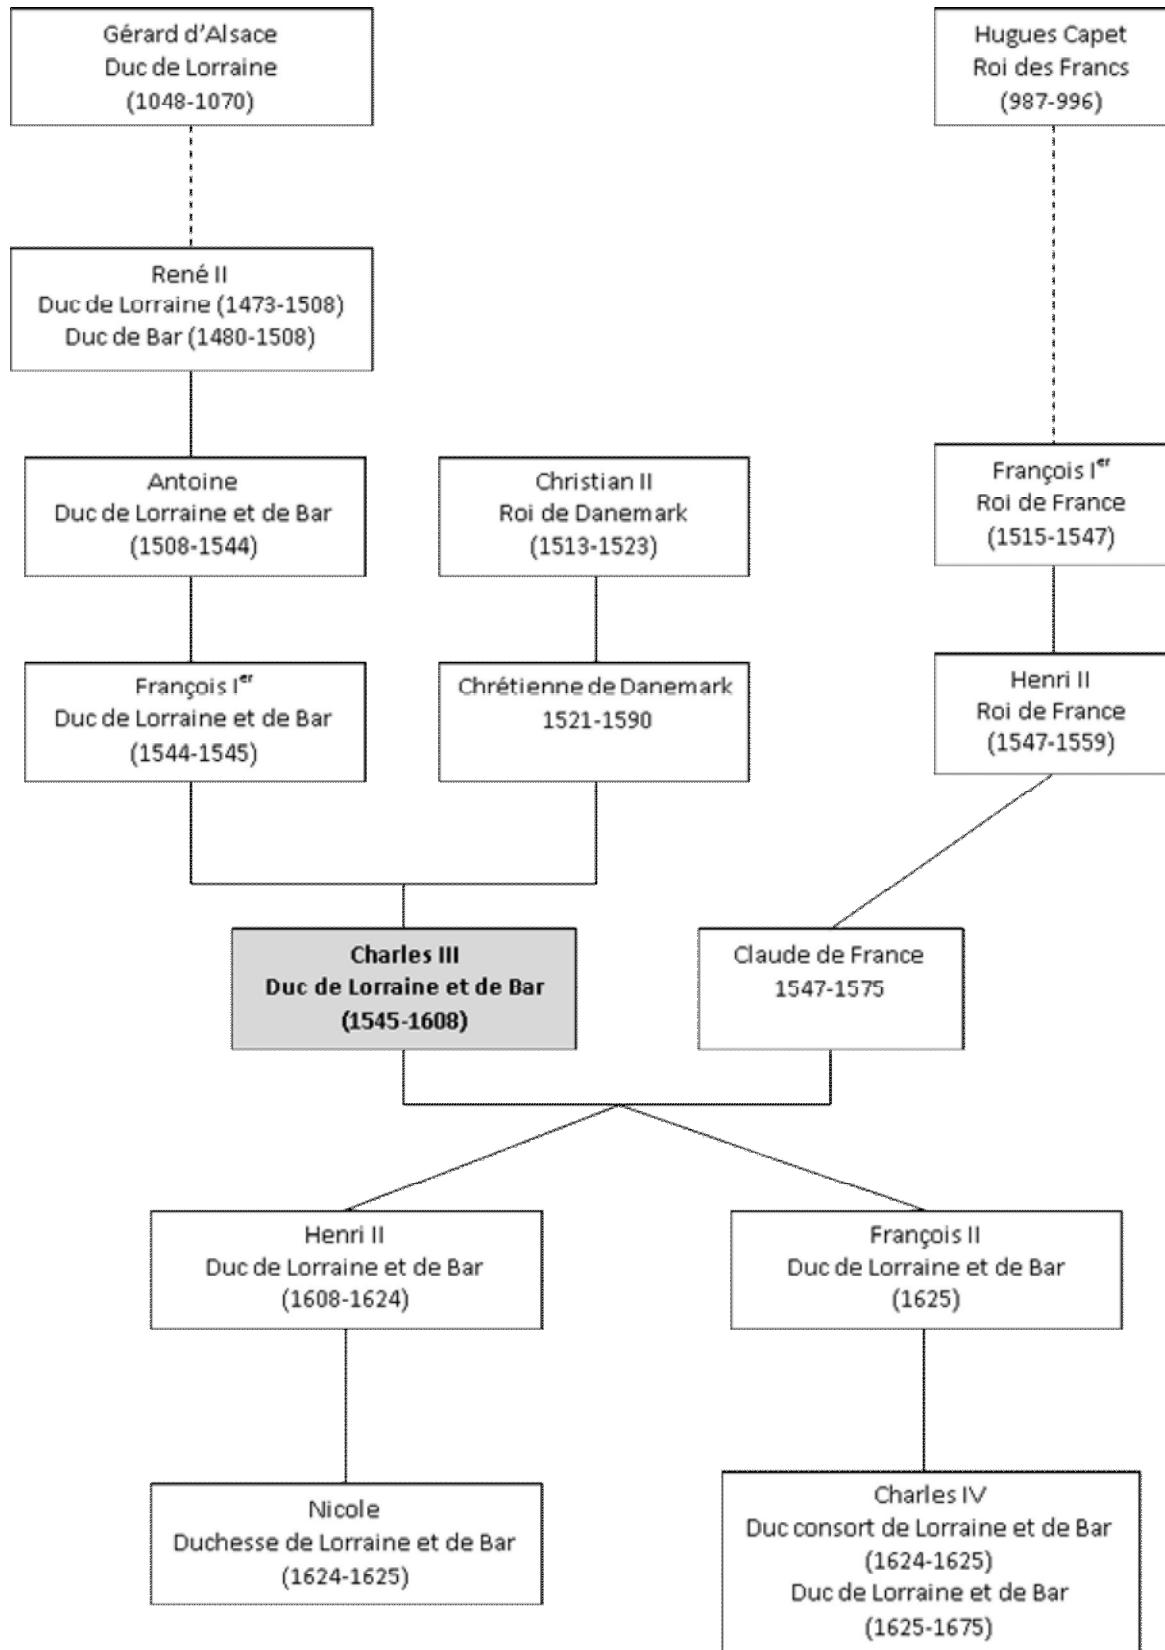 Gérard d'Alsace
Duc de Lorraine
(1048-1070)
Hugues Capet
Roi des Francs
(987-996)
René II
Duc de Lorraine (1473-1508)
Duc de Bar (1480-1508)
Antoine
Duc de Lorraine et de Bar
(1508-1544)
Christian II
Roi de Danemark
(1513-1523)
François Ier
Roi de France
(1515-1547)
François Ier
Duc de Lorraine et de Bar
(1544-1545)
Chrétienne de Danemark
1521-1590
Henri II
Roi de France
(1547-1559)
Charles III
Duc de Lorraine et de Bar
(1545-1608)
Claude de France
1547-1575
Henri II
Duc de Lorraine et de Bar
(1608-1624)
François II
Duc de Lorraine et de Bar
(1625)
Nicole
Duchesse de Lorraine et de Bar
(1624-1625)
Charles IV
Duc consort de Lorraine et de Bar
(1624-1625)
Duc de Lorraine et de Bar
(1625-1675)